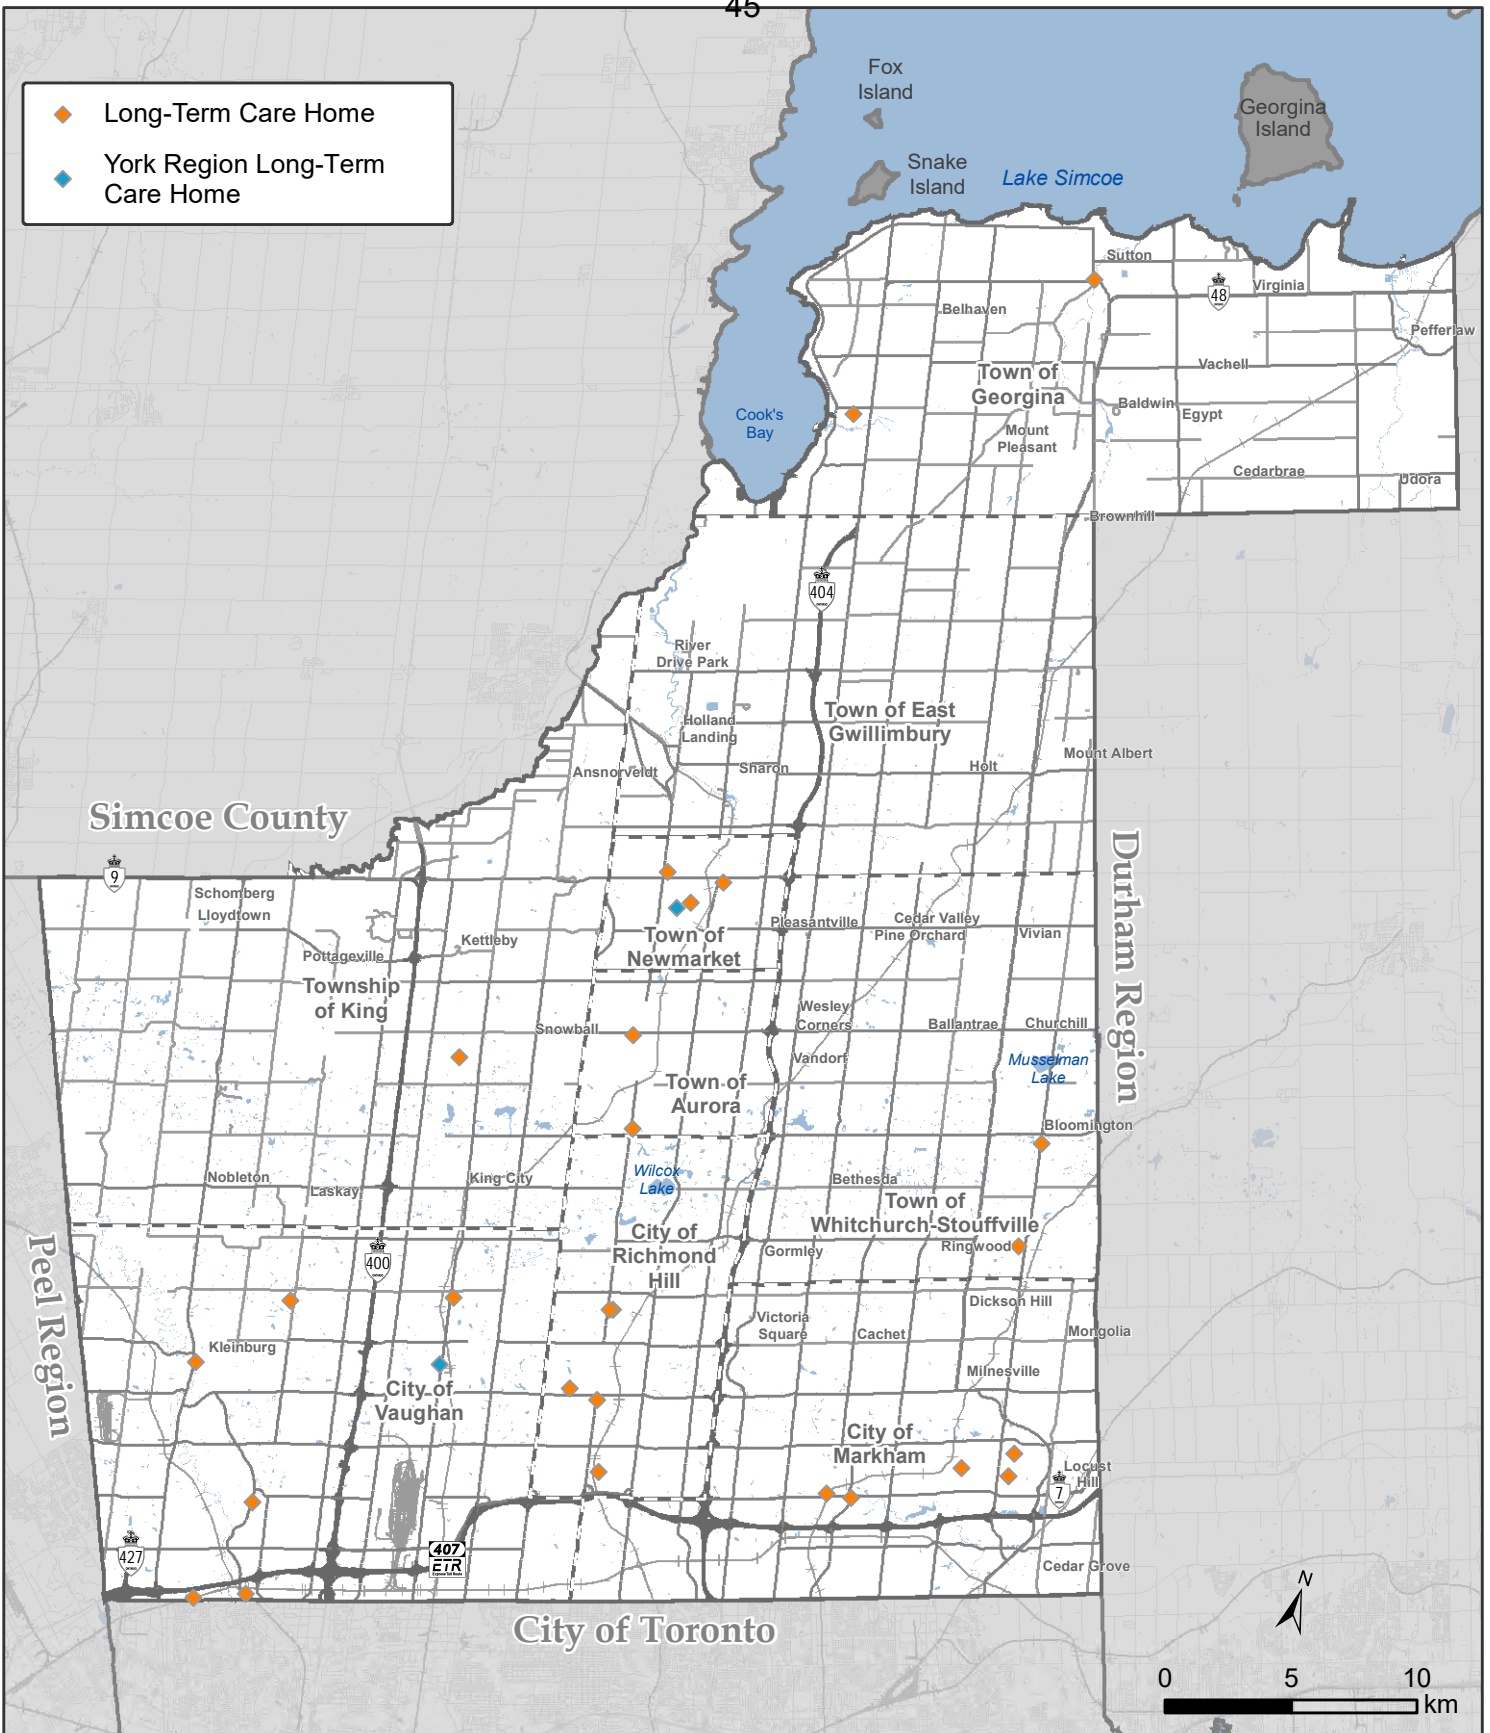 45
Long-Term Care Home
York Region Long-Term
Care Home
Fox
Island
Georgina
Island
Snake
Island
Lake Simcoe
Sutton
48
Virginia
Belhaven
Pefferlaw
Vachell
Town of
Georgina
Baldwin
Egypt
Cook's
Bay
Mount
Pleasant
Cedarbrae
Udora
Brownhill
404
River
Drive Park
Town of East
Gwillimbury
Holland
Landing
Mount Albert
Ansnorveldt
Sharon
Holt
Simcoe County
Durham Region
9
Schomberg
Lloydtown
Kettleby
Pottageville
Pleasantville
Cedar Valley
Pine Orchard
Vivian
Town of
Newmarket
Township
of King
Wesley
Corners
Snowball
Ballantrae
Churchill
Vandorf
Musselman
Lake
Town of
Aurora
Bloomington
Nobleton
Laskay
King City
Wilcox
Lake
Bethesda
Town of
Whitchurch-Stouffville
City of
Richmond
Hill
Gormley
Ringwood
Peel Region
400
Dickson Hill
Victoria
Square
Cachet
Mongolia
Kleinburg
Milnesville
City of
Vaughan
City of
Markham
Locust
Hill
7
427
407
ETR
Express Toll Route
Cedar Grove
City of Toronto
N
0 5 10
km